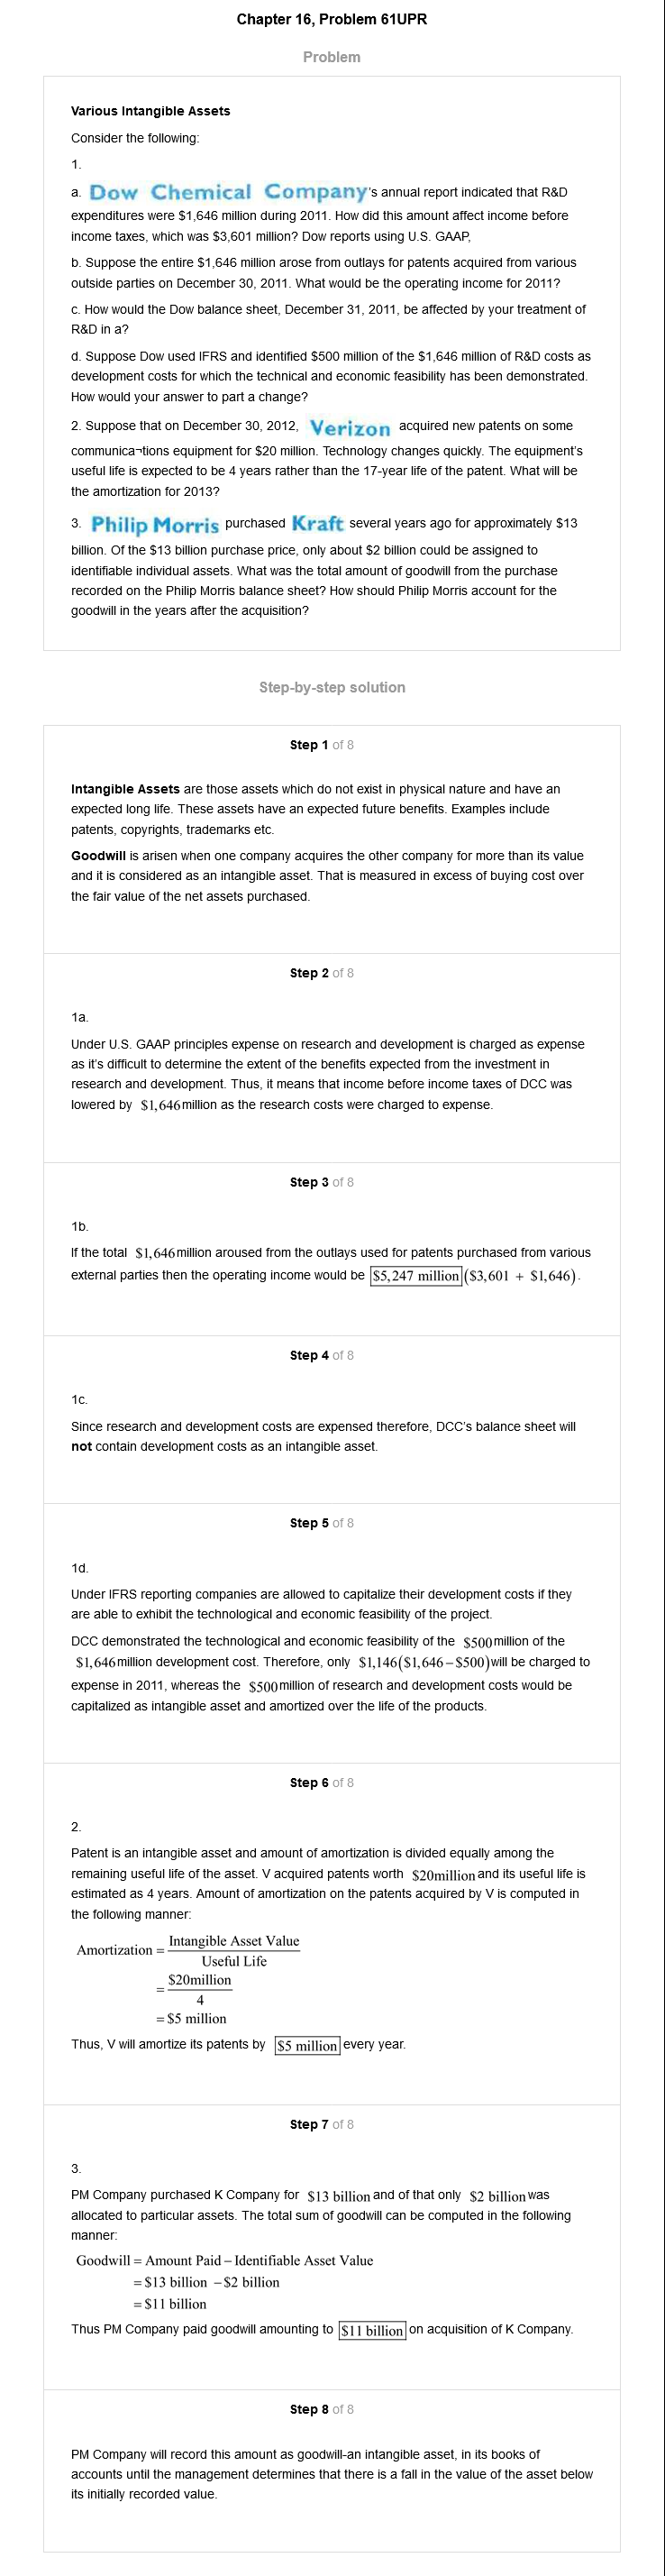 Chapter 16, Problem 61UPR
Problem
Various Intangible Assets
Consider the following:
1.
a. Dow Chemical Company's annual report indicated that R&D
expenditures were $1,646 million during 2011. How did this amount affect income before
income taxes, which was $3,601 million? Dow reports using U.S. GAAP,
b. Suppose the entire $1,646 million arose from outlays for patents acquired from various
outside parties on December 30, 2011. What would be the operating income for 2011?
c. How would the Dow balance sheet, December 31, 2011, be affected by your treatment of
R&D in a?
d. Suppose Dow used IFRS and identified $500 million of the $1,646 million of R&D costs as
development costs for which the technical and economic feasibility has been demonstrated.
How would your answer to part a change?
2. Suppose that on December 30, 2012, Verizon acquired new patents on some
communica¬tions equipment for $20 million. Technology changes quickly. The equipment's
useful life is expected to be 4 years rather than the 17-year life of the patent. What will be
the amortization for 2013?
3. Philip Morris purchased Kraft several years ago for approximately $13
billion. Of the $13 billion purchase price, only about $2 billion could be assigned to
identifiable individual assets. What was the total amount of goodwill from the purchase
recorded on the Philip Morris balance sheet? How should Philip Morris account for the
goodwill in the years after the acquisition?
Step-by-step solution
Step 1 of 8
Intangible Assets are those assets which do not exist in physical nature and have an
expected long life. These assets have an expected future benefits. Examples include
patents, copyrights, trademarks etc.
Goodwill is arisen when one company acquires the other company for more than its value
and it is considered as an intangible asset. That is measured in excess of buying cost over
the fair value of the net assets purchased.
Step 2 of 8
1a.
Under U.S. GAAP principles expense on research and development is charged as expense
as it's difficult to determine the extent of the benefits expected from the investment in
research and development. Thus, it means that income before income taxes of DCC was
lowered by $1,646 million as the research costs were charged to expense.
Step 3 of 8
1b.
If the total $1,646 million aroused from the outlays used for patents purchased from various
external parties then the operating income would be $5,247 million ($3,601 + $1,646).
Step 4 of 8
1c.
Since research and development costs are expensed therefore, DCC's balance sheet will
not contain development costs as an intangible asset.
Step 5 of 8
1d.
Under IFRS reporting companies are allowed to capitalize their development costs if they
are able to exhibit the technological and economic feasibility of the project.
DCC demonstrated the technological and economic feasibility of the $500 million of the
$1,646 million development cost. Therefore, only $1,146($1,646 – $500) will be charged to
expense in 2011, whereas the $500 million of research and development costs would be
capitalized as intangible asset and amortized over the life of the products.
Step 6 of 8
2.
Patent is an intangible asset and amount of amortization is divided equally among the
remaining useful life of the asset. V acquired patents worth $20million and its useful life is
estimated as 4 years. Amount of amortization on the patents acquired by V is computed in
the following manner:
Amortization = Intangible Asset Value
Useful Life
= $20million
4
= $5 million
Thus, V will amortize its patents by $5 million every year.
Step 7 of 8
3.
PM Company purchased K Company for $13 billion and of that only $2 billion was
allocated to particular assets. The total sum of goodwill can be computed in the following
manner:
Goodwill = Amount Paid – Identifiable Asset Value
= $13 billion – $2 billion
= $11 billion
Thus PM Company paid goodwill amounting to $11 billion on acquisition of K Company.
Step 8 of 8
PM Company will record this amount as goodwill-an intangible asset, in its books of
accounts until the management determines that there is a fall in the value of the asset below
its initially recorded value.